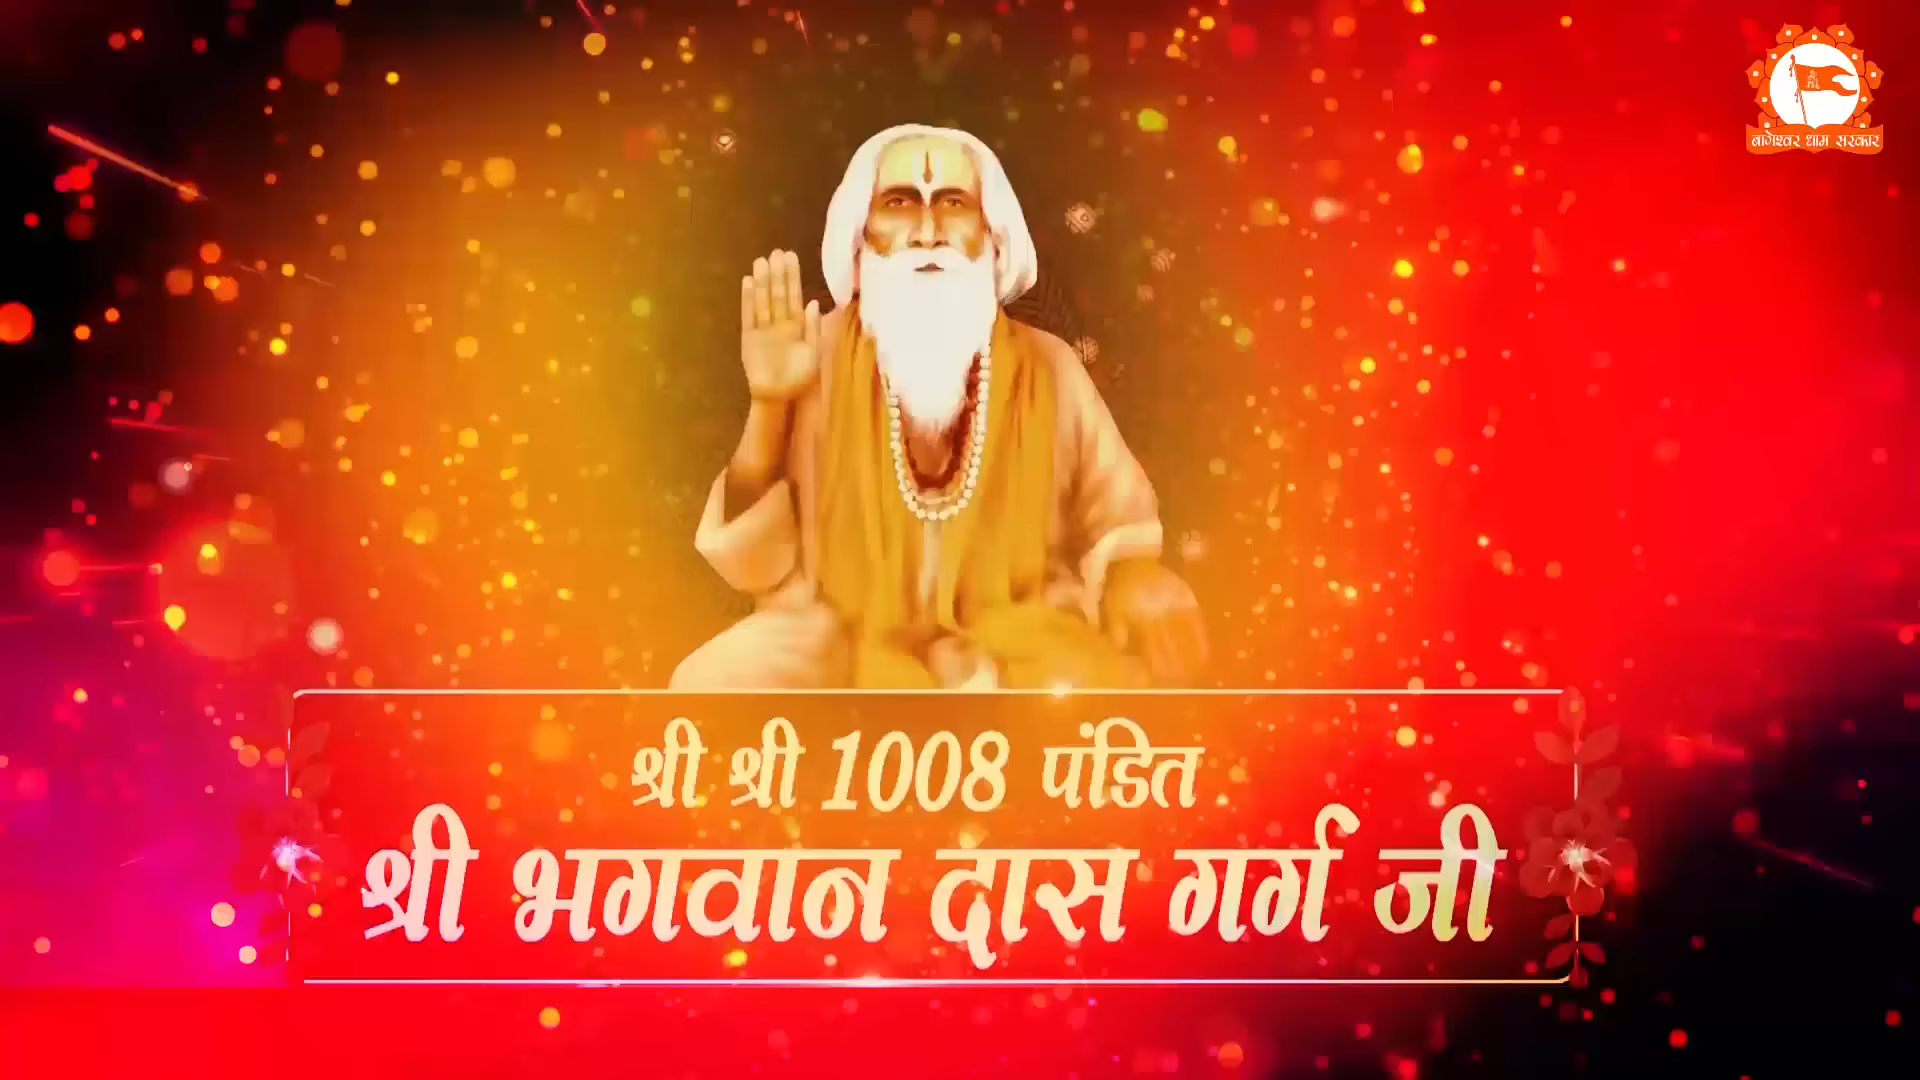 बागेश्वर धाम सरकार
श्री श्री 1008 पंडित
श्री भगवान दास गर्ग जी